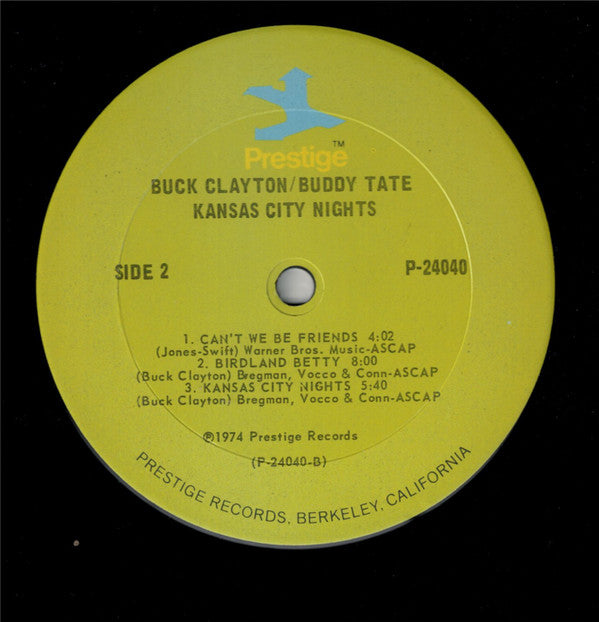 Prestige™
BUCK CLAYTON/BUDDY TATE
KANSAS CITY NIGHTS
SIDE 2
P-24040
1. CAN'T WE BE FRIENDS 4:02
(Jones-Swift) Warner Bros. Music-ASCAP
2. BIRDLAND BETTY 8:00
(Buck Clayton) Bregman, Vocco & Conn-ASCAP
3. KANSAS CITY NIGHTS 5:40
(Buck Clayton) Bregman, Vocco & Conn-ASCAP
℗1974 Prestige Records
(P-24040-B)
PRESTIGE RECORDS, BERKELEY, CALIFORNIA